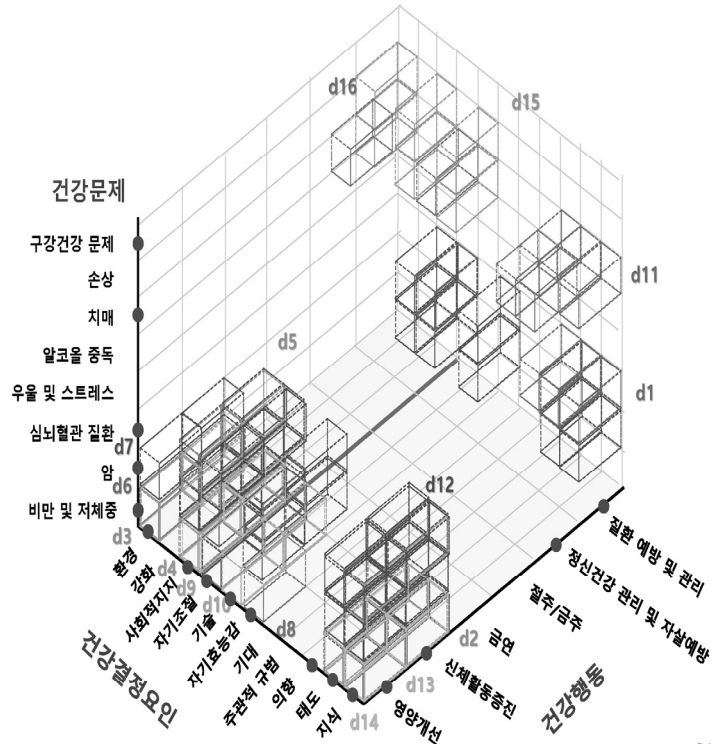 d16
d15
건강문제
구강건강 문제
손상
치매
알코올 중독
우울 및 스트레스
심뇌혈관 질환
암
비만 및 저체중
d11
d5
d1
d7
d6
d12
d3
d4
d9
d10
d8
d2
d13
d14
환경
강화
사회적지지
자기조절
기술
자기효능감
기대
주관적 규범
의향
태도
지식
건강결정요인
영양개선
신체활동증진
금연
절주/금주
정신건강 관리 및 자살예방
질환 예방 및 관리
건강행동